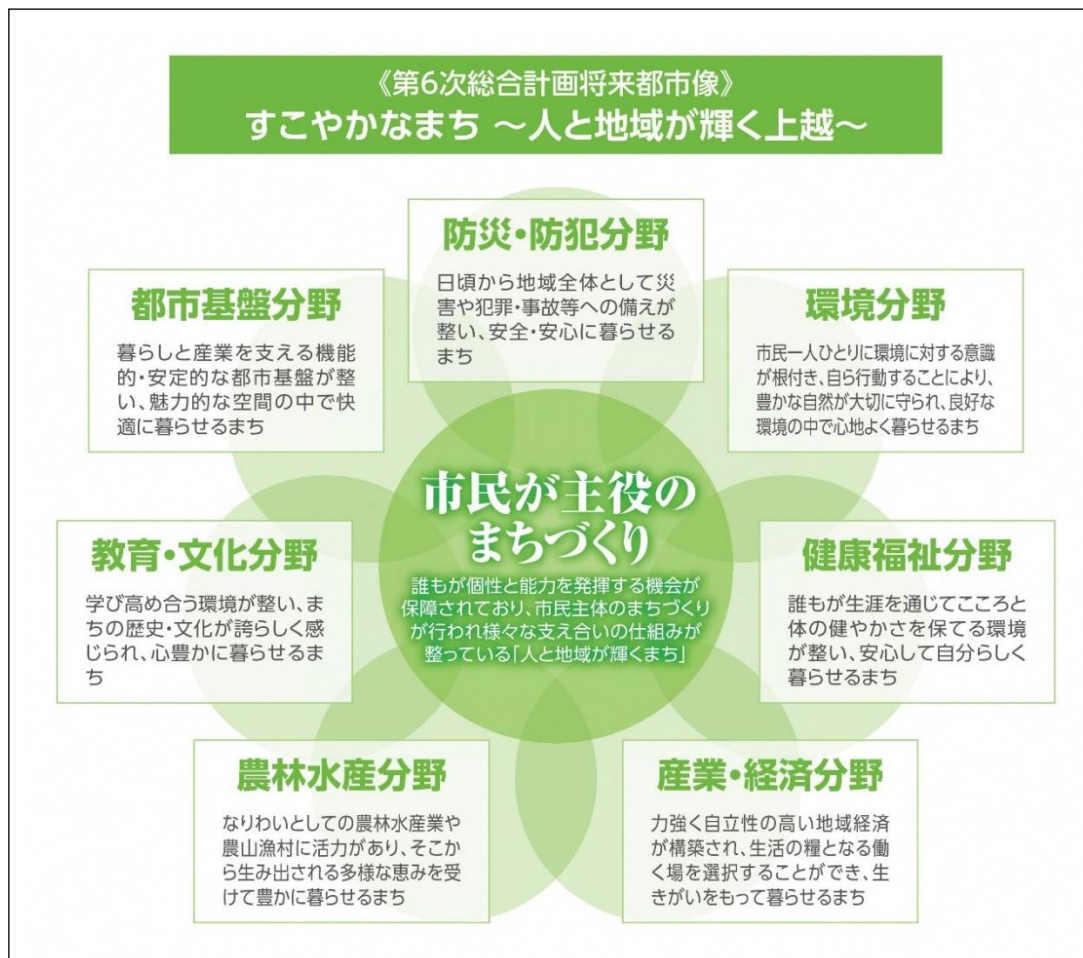 《第6次総合計画将来都市像》
すこやかなまち ～人と地域が輝く上越～
防災・防犯分野
日頃から地域全体として災
害や犯罪・事故等への備えが
整い、安全・安心に暮らせる
まち
都市基盤分野
暮らしと産業を支える機能
的・安定的な都市基盤が整
い、魅力的な空間の中で快
適に暮らせるまち
環境分野
市民一人ひとりに環境に対する意識
が根付き、自ら行動することにより、
豊かな自然が大切に守られ、良好な
環境の中で心地よく暮らせるまち
市民が主役の
まちづくり
誰もが個性と能力を発揮する機会が
保障されており、市民主体のまちづくり
が行われ様々な支え合いの仕組みが
整っている「人と地域が輝くまち」
教育・文化分野
学び高め合う環境が整い、ま
ちの歴史・文化が誇らしく感
じられ、心豊かに暮らせるま
ち
健康福祉分野
誰もが生涯を通じてこころと
体の健やかさを保てる環境
が整い、安心して自分らしく
暮らせるまち
農林水産分野
なりわいとしての農林水産業や
農山漁村に活力があり、そこか
ら生み出される多様な恵みを受
けて豊かに暮らせるまち
産業・経済分野
力強く自立性の高い地域経済
が構築され、生活の糧となる働
く場を選択することができ、生
きがいをもって暮らせるまち